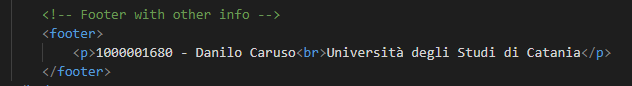 <!-- Footer with other info -->
<footer>
<p>1000001680 - Danilo Caruso<br>Università degli Studi di Catania</p>
</footer>